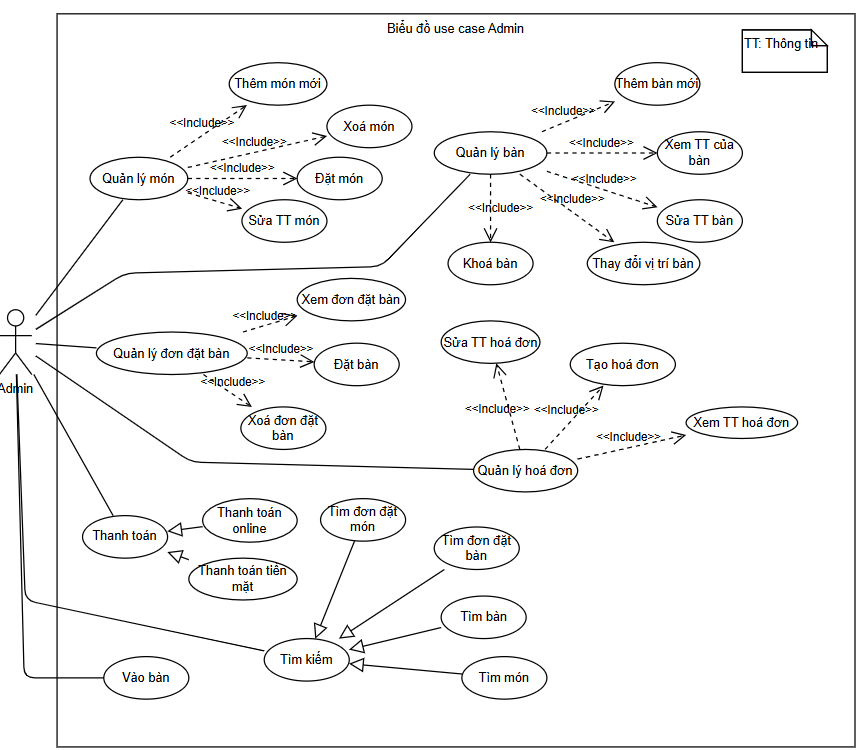 Biểu đồ use case Admin
TT: Thông tin
Thêm món mới
<<Include>>
Xoá món
<<Include>>
Quản lý món
<<Include>>
Đặt món
<<Include>>
Sửa TT món
Thêm bàn mới
<<Include>>
Quản lý bàn
<<Include>>
Xem TT của
bàn
<<Include>>
<<Include>>
<<Include>>
Sửa TT bàn
Khoá bàn
Thay đổi vị trí bàn
Admin
Xem đơn đặt bàn
<<Include>>
Quản lý đơn đặt bàn
<<Include>>
Đặt bàn
<<Include>>
Xoá đơn đặt
bàn
Sửa TT hoá đơn
Tạo hoá đơn
<<Include>>
<<Include>>
Xem TT hoá đơn
<<Include>>
Quản lý hoá đơn
Thanh toán
Thanh toán
online
Thanh toán tiền
mặt
Tìm đơn đặt
món
Tìm đơn đặt
bàn
Tìm bàn
Tìm kiếm
Tìm món
Vào bàn